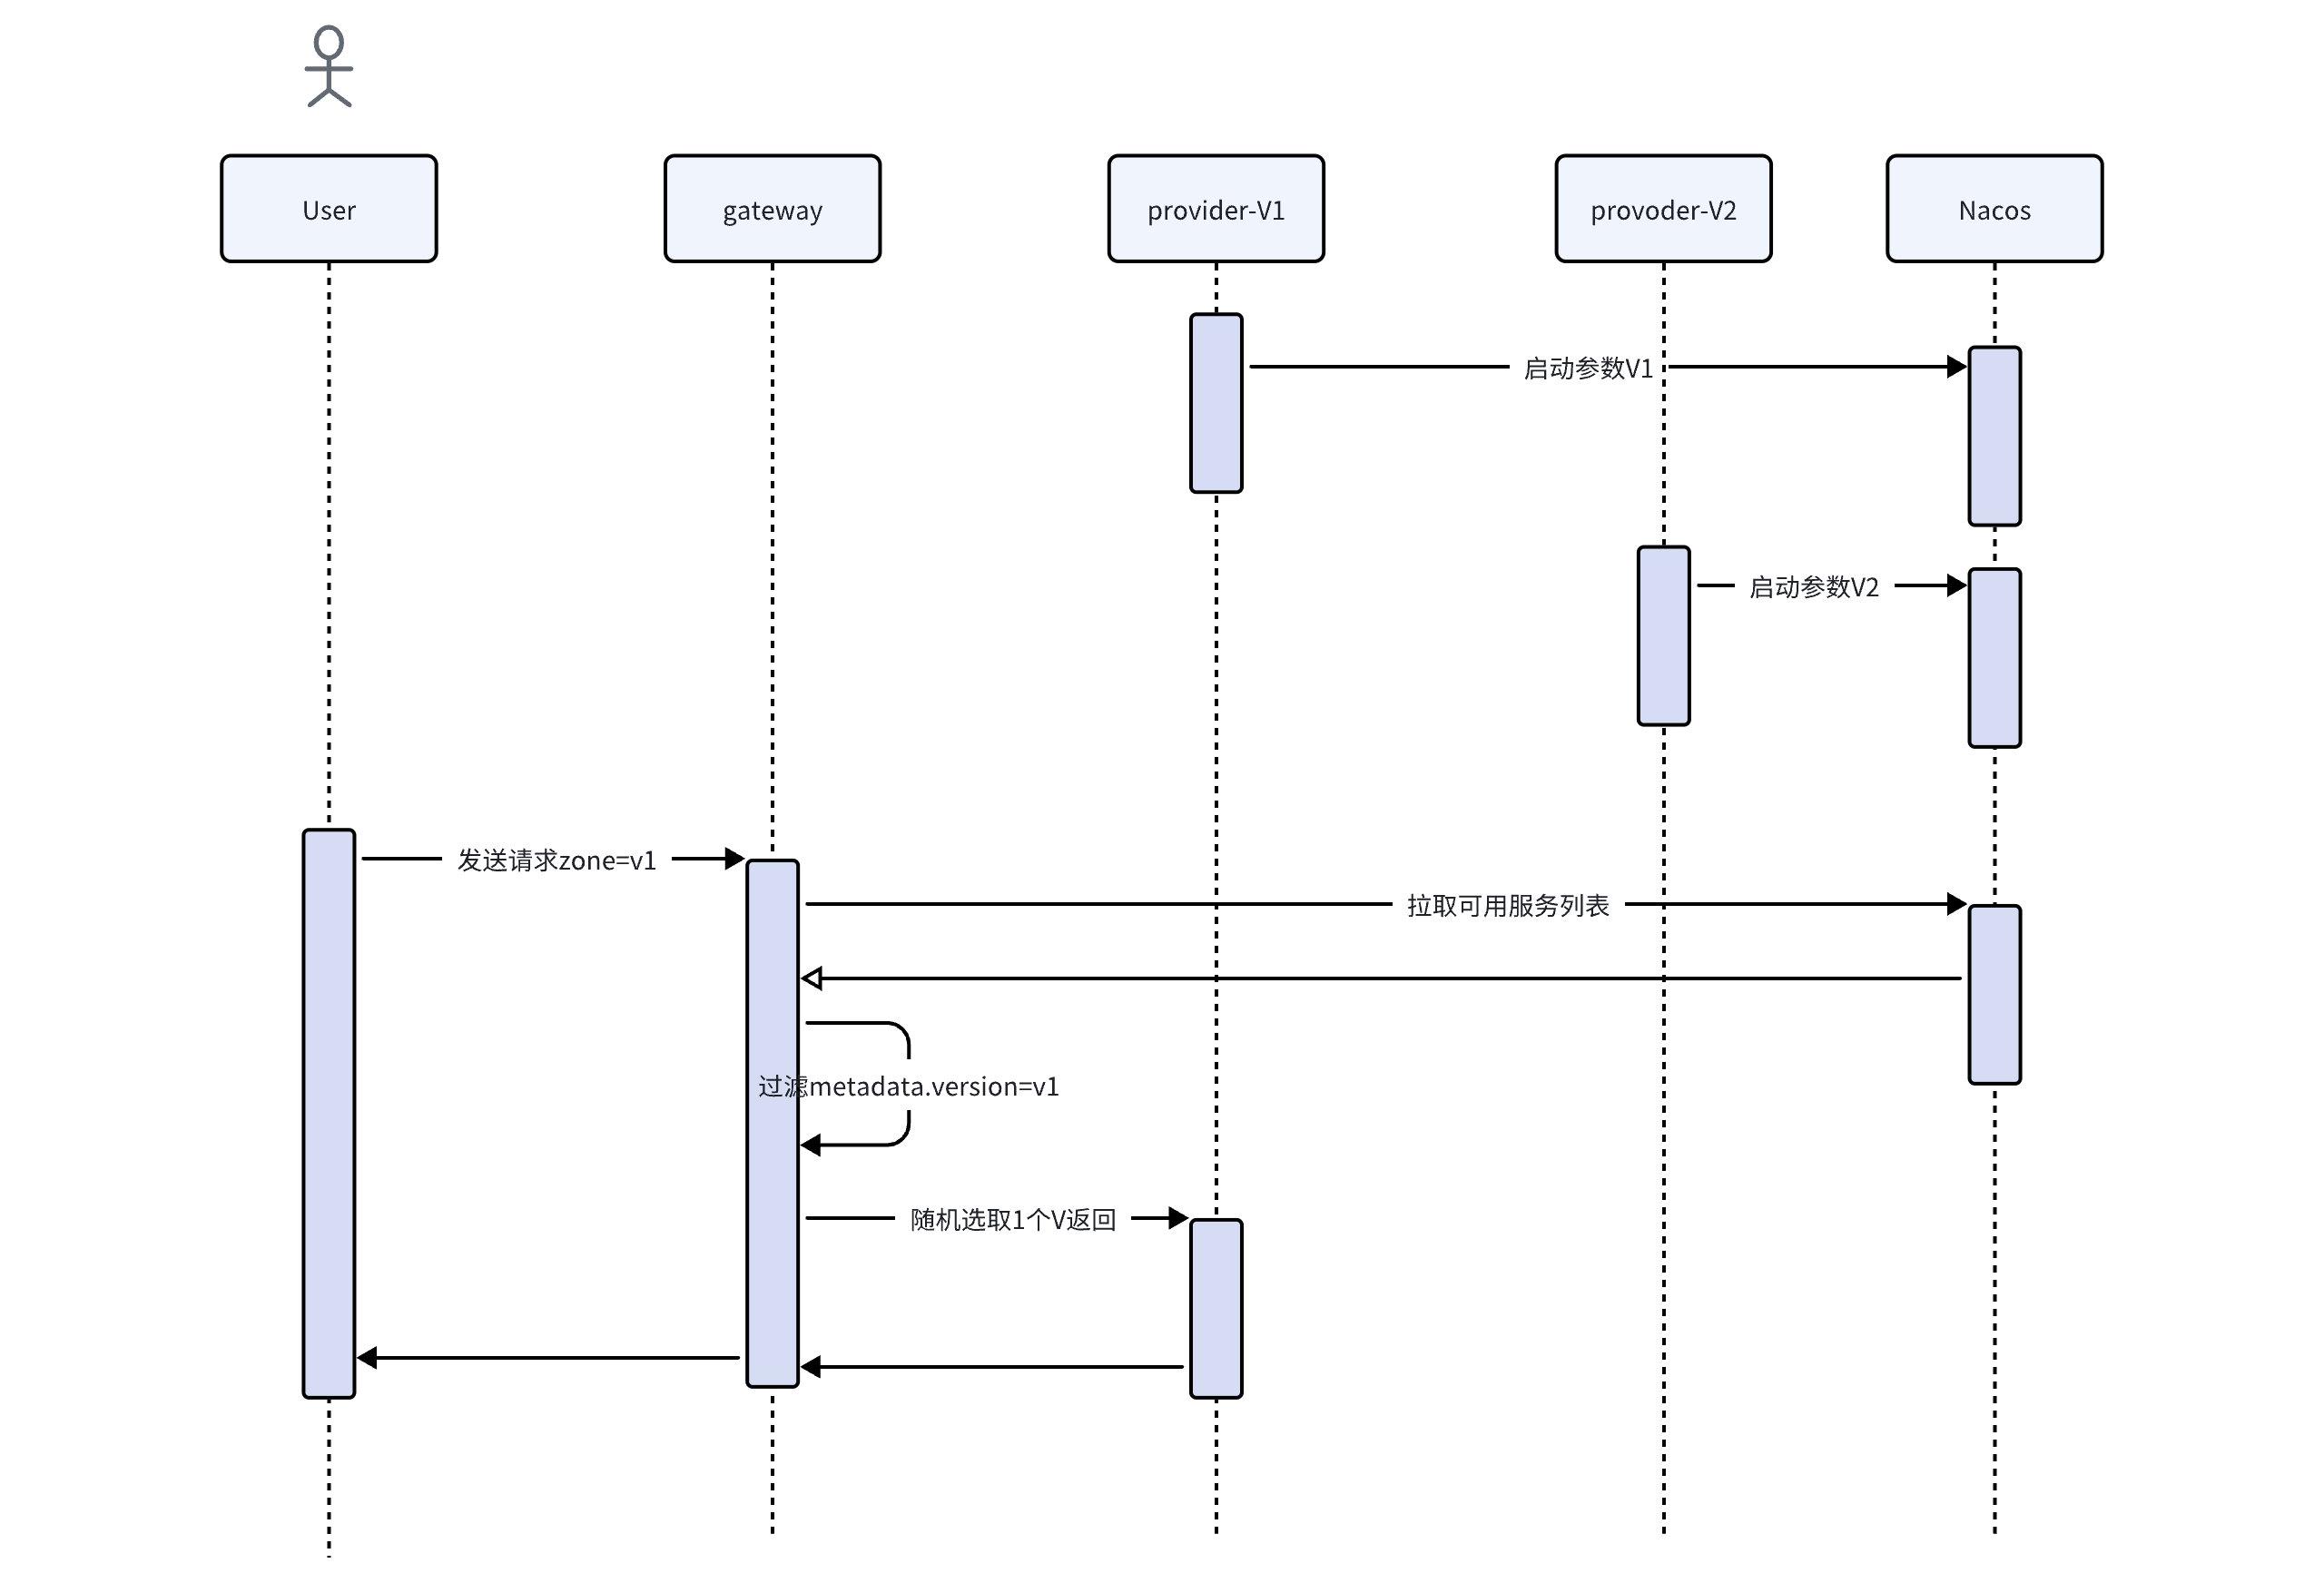 User
gateway
provider-V1
provoder-V2
Nacos
启动参数V1
启动参数V2
发送请求zone=v1
拉取可用服务列表
过滤metadata.version=v1
随机选取1个V返回